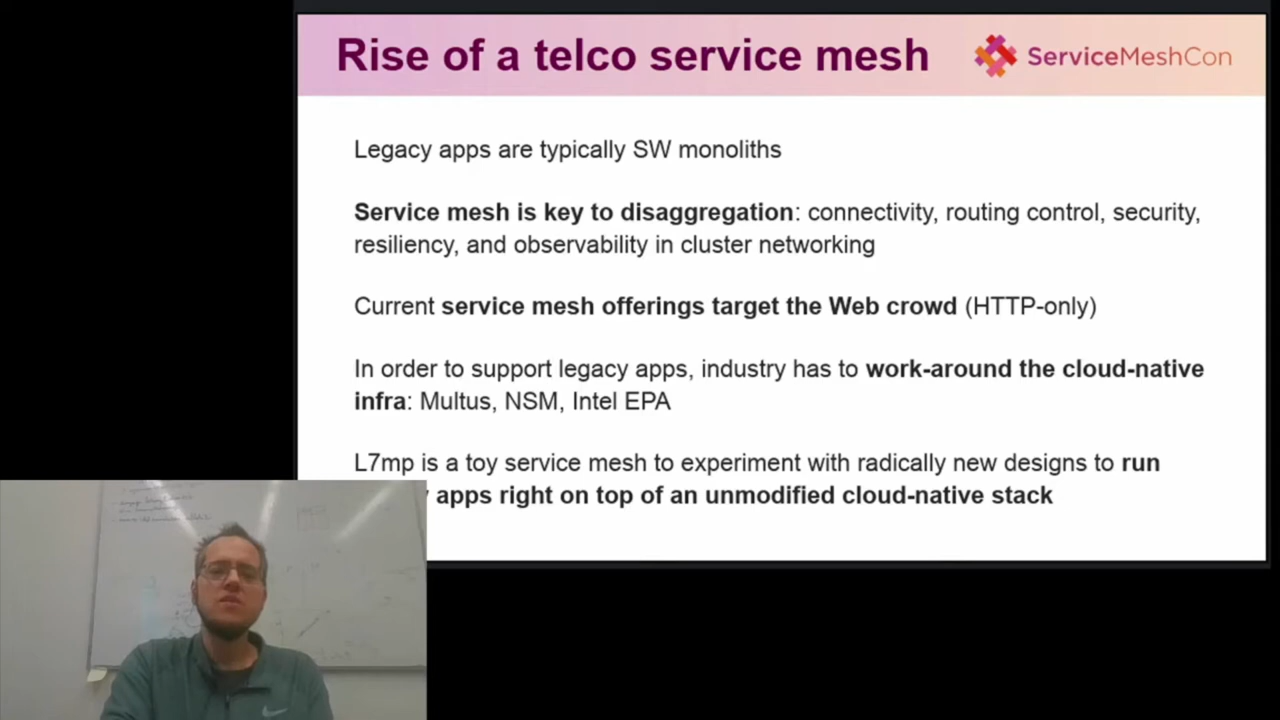 Rise of a telco service mesh
ServiceMeshCon
Legacy apps are typically SW monoliths
Service mesh is key to disaggregation: connectivity, routing control, security,
resiliency, and observability in cluster networking
Current service mesh offerings target the Web crowd (HTTP-only)
In order to support legacy apps, industry has to work-around the cloud-native
infra: Multus, NSM, Intel EPA
L7mp is a toy service mesh to experiment with radically new designs to run
apps right on top of an unmodified cloud-native stack